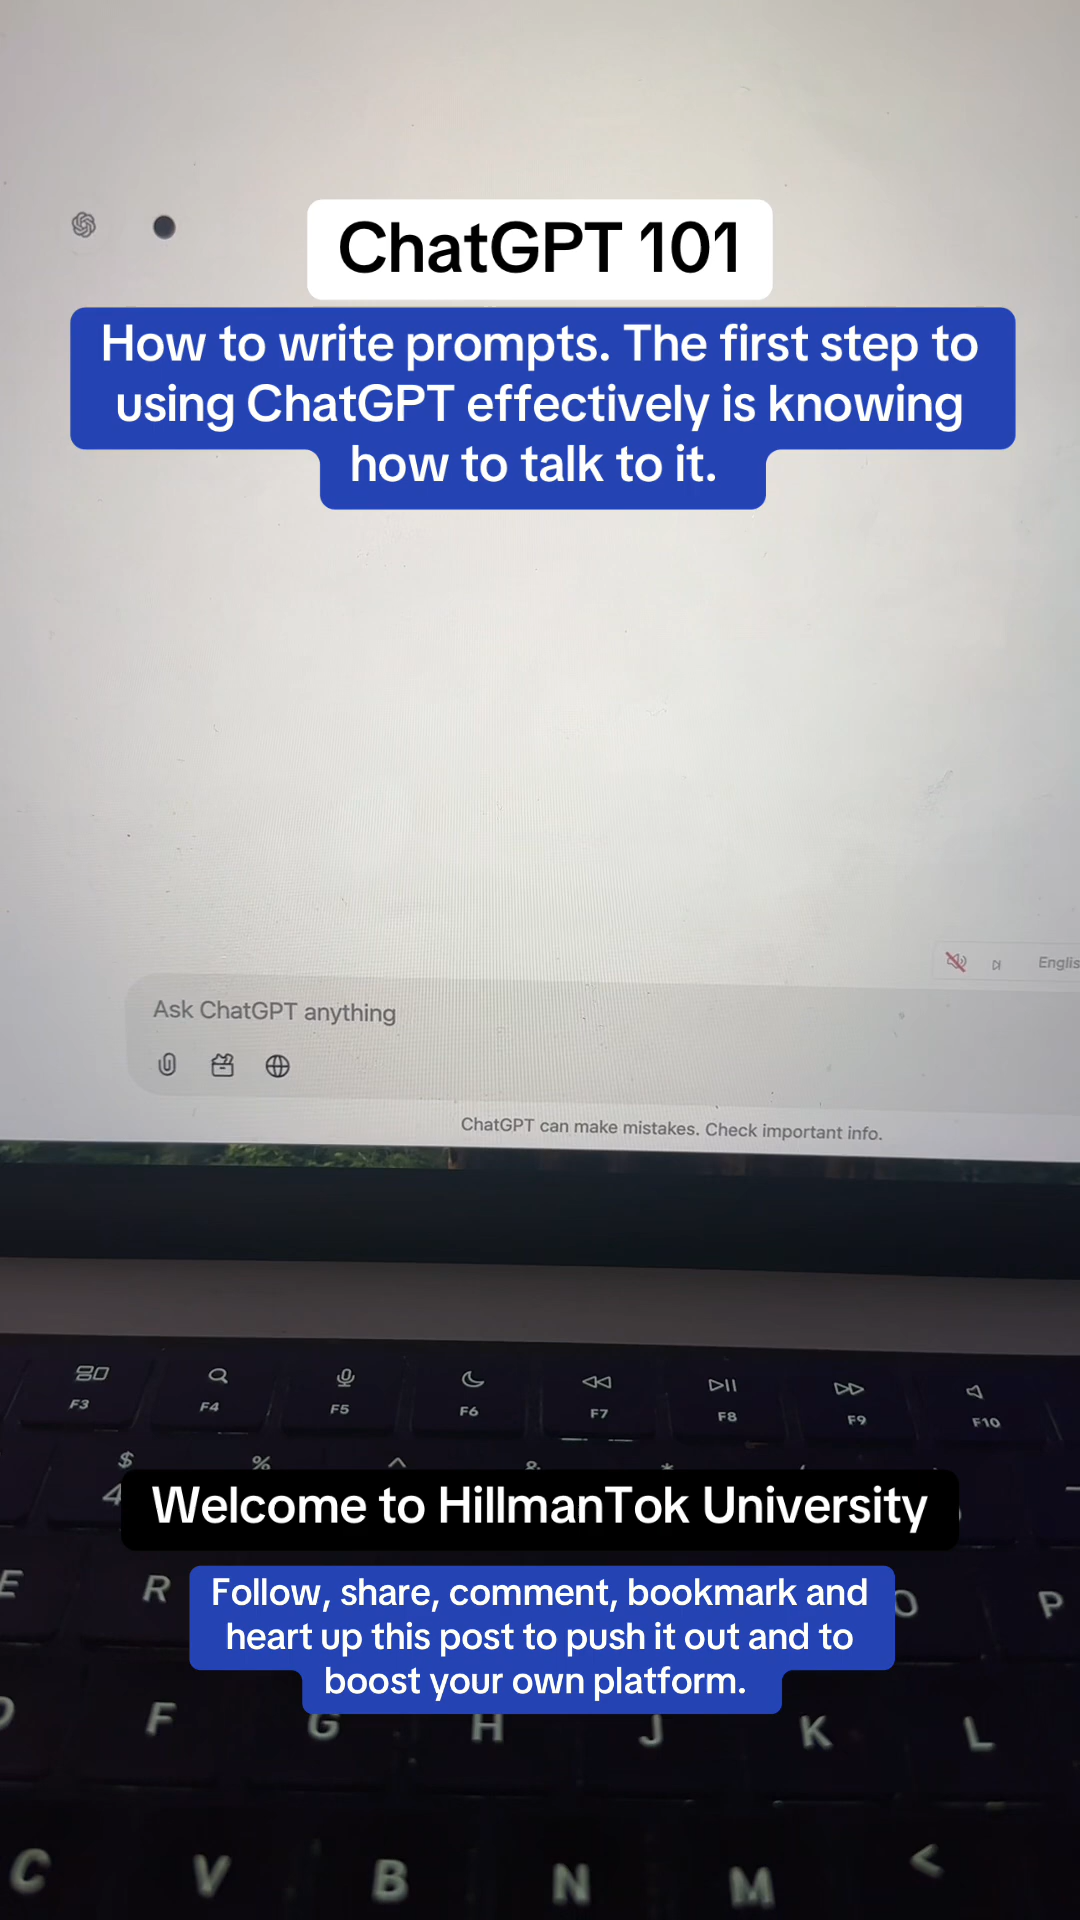 ChatGPT 101
How to write prompts. The first step to
using ChatGPT effectively is knowing
how to talk to it.
Englis
Ask ChatGPT anything
ChatGPT can make mistakes. Check important info.
F3 F4 F5 F6 F7 F8 F9 F10
$ % ^ & *
4
Welcome to HillmanTok University
E R O P
Follow, share, comment, bookmark and
heart up this post to push it out and to
boost your own platform.
F G H J K L
C V B N M <